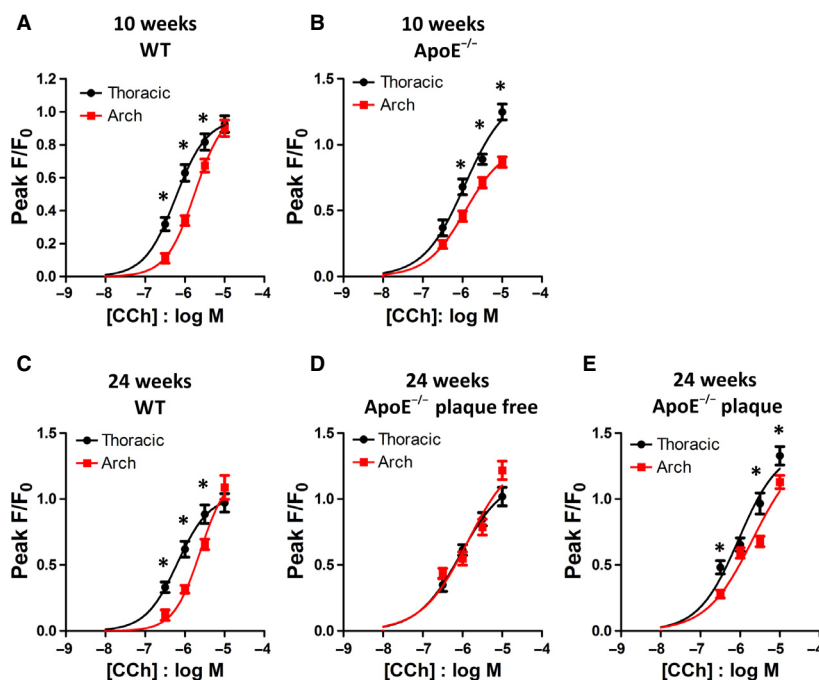 A
10 weeks
WT
Thoracic
Arch
*
*
*
Peak F/F0
1.2
1.0
0.8
0.6
0.4
0.2
0.0
−9 −8 −7 −6 −5 −4
[CCh] : log M
B
10 weeks
ApoE−/−
Thoracic
Arch
*
*
*
Peak F/F0
1.5
1.0
0.5
0.0
−9 −8 −7 −6 −5 −4
[CCh] : log M
C
24 weeks
WT
Thoracic
Arch
*
*
*
Peak F/F0
1.5
1.0
0.5
0.0
−9 −8 −7 −6 −5 −4
[CCh] : log M
D
24 weeks
ApoE−/− plaque free
Thoracic
Arch
Peak F/F0
1.5
1.0
0.5
0.0
−9 −8 −7 −6 −5 −4
[CCh] : log M
E
24 weeks
ApoE−/− plaque
Thoracic
Arch
*
*
*
Peak F/F0
1.5
1.0
0.5
0.0
−9 −8 −7 −6 −5 −4
[CCh] : log M